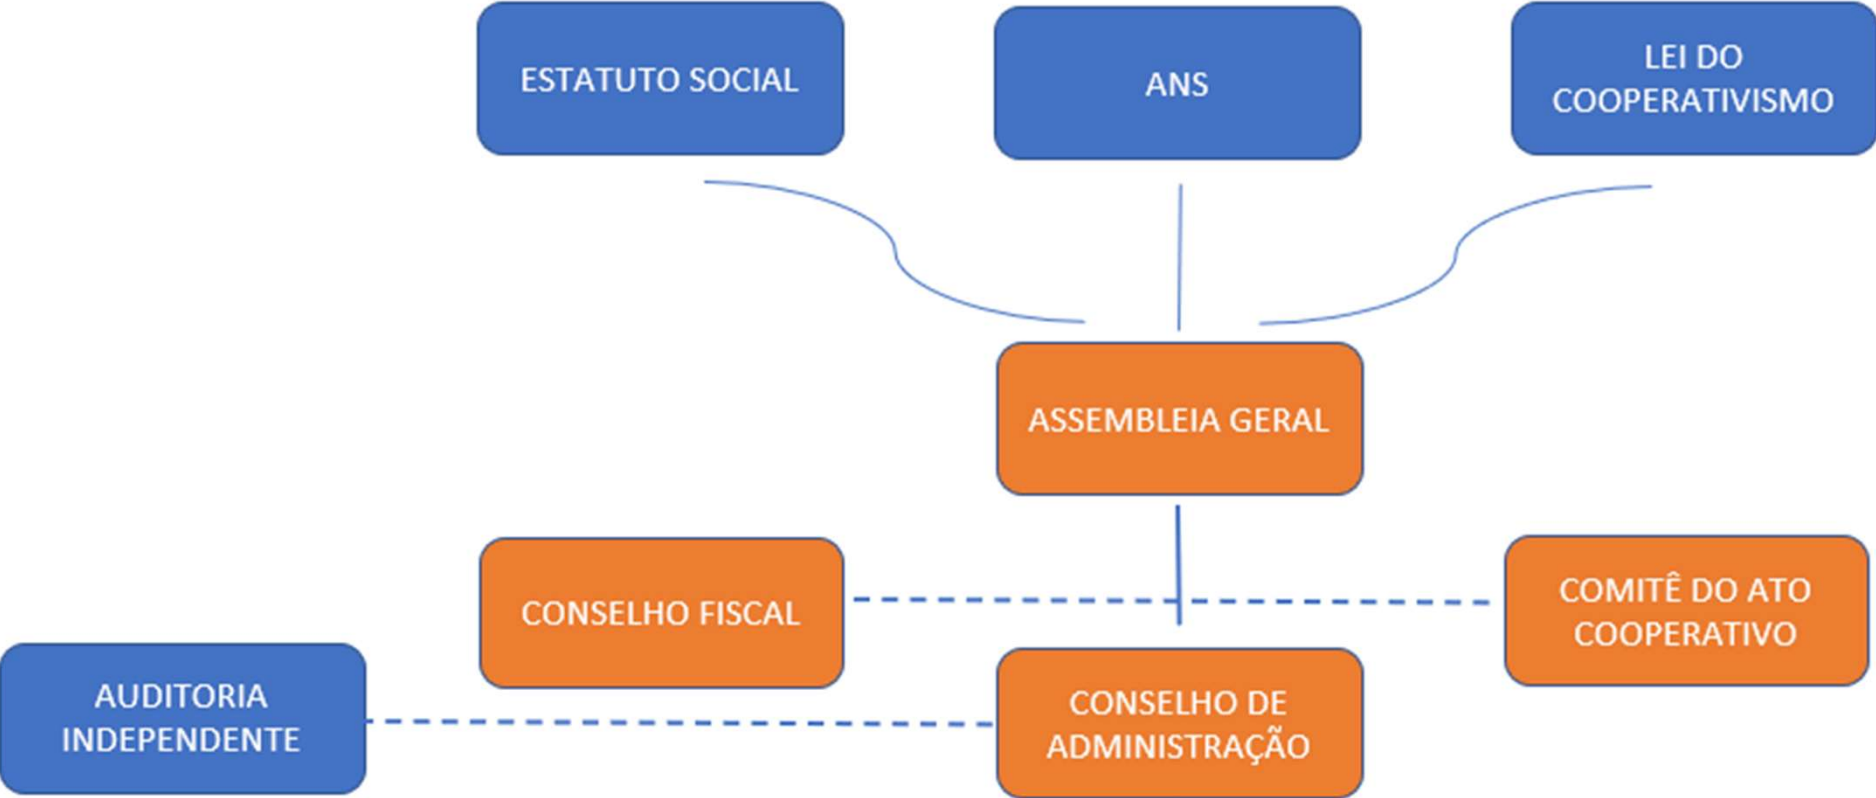 ESTATUTO SOCIAL
ANS
LEI DO
COOPERATIVISMO
ASSEMBLEIA GERAL
CONSELHO FISCAL
COMITÊ DO ATO
COOPERATIVO
AUDITORIA
INDEPENDENTE
CONSELHO DE
ADMINISTRAÇÃO